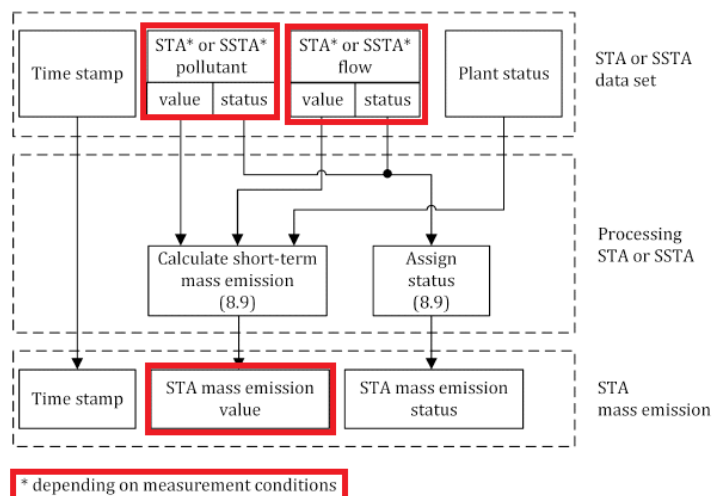 Time stamp
STA* or SSTA*
pollutant
value
status
STA* or SSTA*
flow
value
status
Plant status
STA or SSTA
data set
Calculate short-term
mass emission
(8.9)
Assign
status
(8.9)
Processing
STA or SSTA
Time stamp
STA mass emission
value
STA mass emission
status
STA
mass emission
* depending on measurement conditions